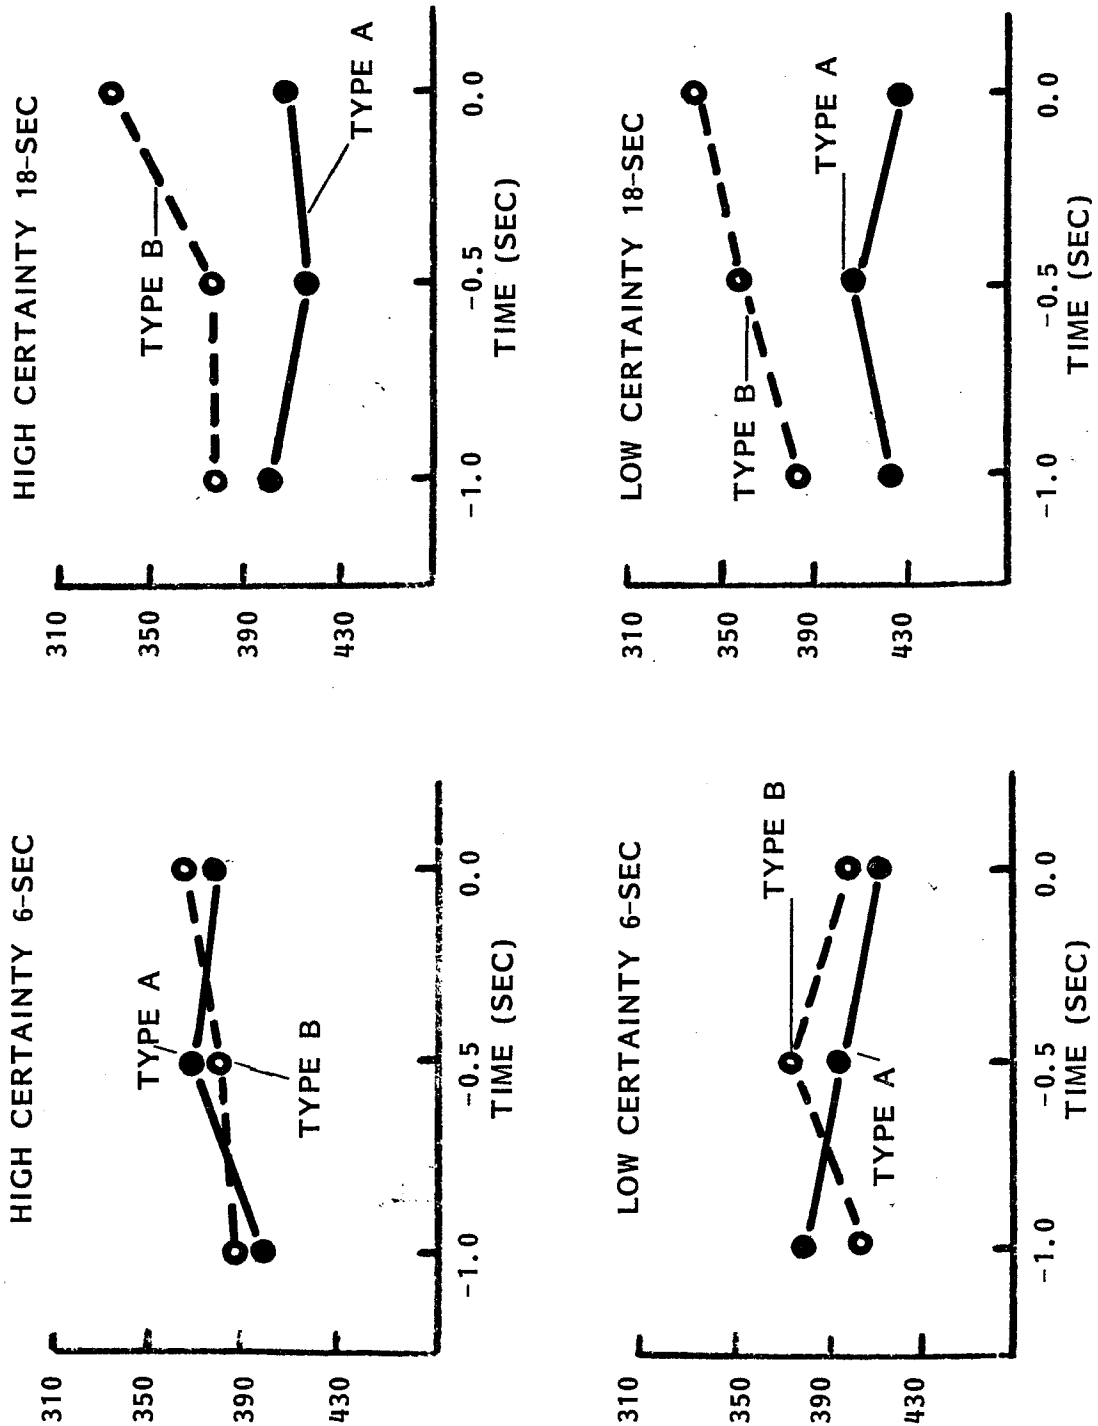 HIGH CERTAINTY 6-SEC
310
350
390
430
TYPE A
TYPE B
-1.0
-0.5
0.0
TIME (SEC)
HIGH CERTAINTY 18-SEC
310
350
390
430
TYPE B
TYPE A
-1.0
-0.5
0.0
TIME (SEC)
LOW CERTAINTY 6-SEC
310
350
390
430
TYPE B
TYPE A
-1.0
-0.5
0.0
TIME (SEC)
LOW CERTAINTY 18-SEC
310
350
390
430
TYPE B
TYPE A
-1.0
-0.5
0.0
TIME (SEC)